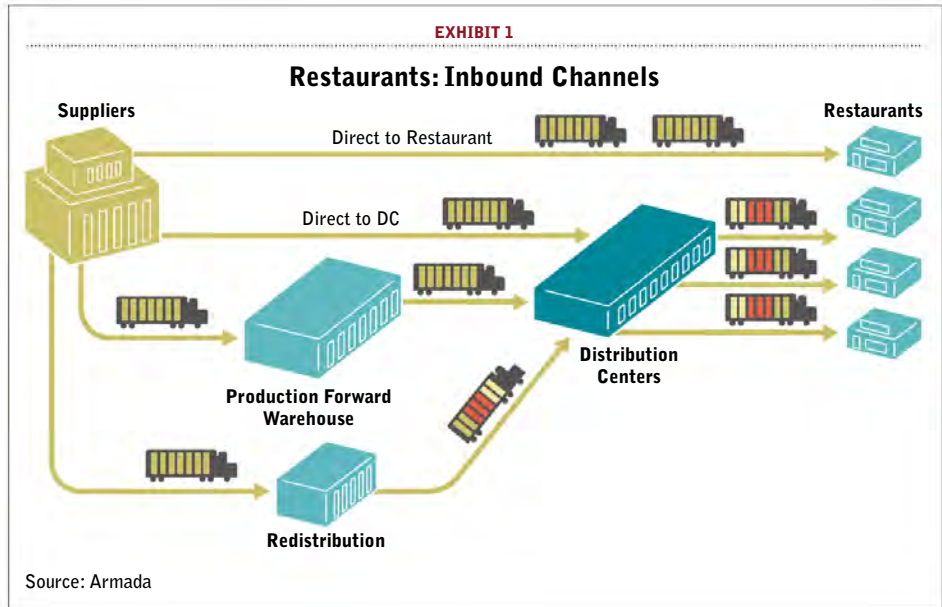 EXHIBIT 1
Restaurants: Inbound Channels
Suppliers
Restaurants
Direct to Restaurant
Direct to DC
Distribution
Centers
Production Forward
Warehouse
Redistribution
Source: Armada